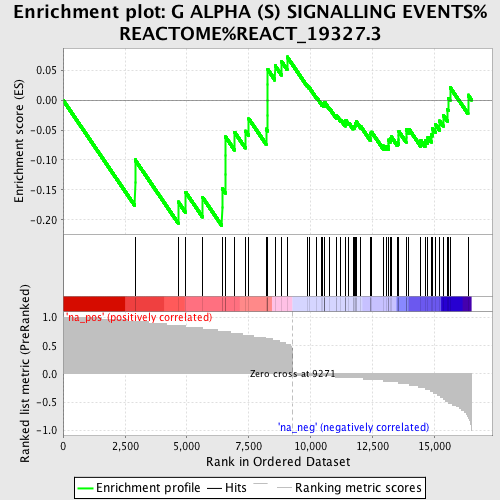 Enrichment plot: G ALPHA (S) SIGNALLING EVENTS%
REACTOME%REACT_19327.3
Enrichment score (ES)
0.05
0.00
-0.05
-0.10
-0.15
-0.20
'na_pos' (positively correlated)
Ranked list metric (PreRanked)
1.0
0.5
0.0
-0.5
-1.0
Zero cross at 9271
'na_neg' (negatively correlated)
0
2,500
5,000
7,500
10,000
12,500
15,000
Rank in Ordered Dataset
Enrichment profile
Hits
Ranking metric scores